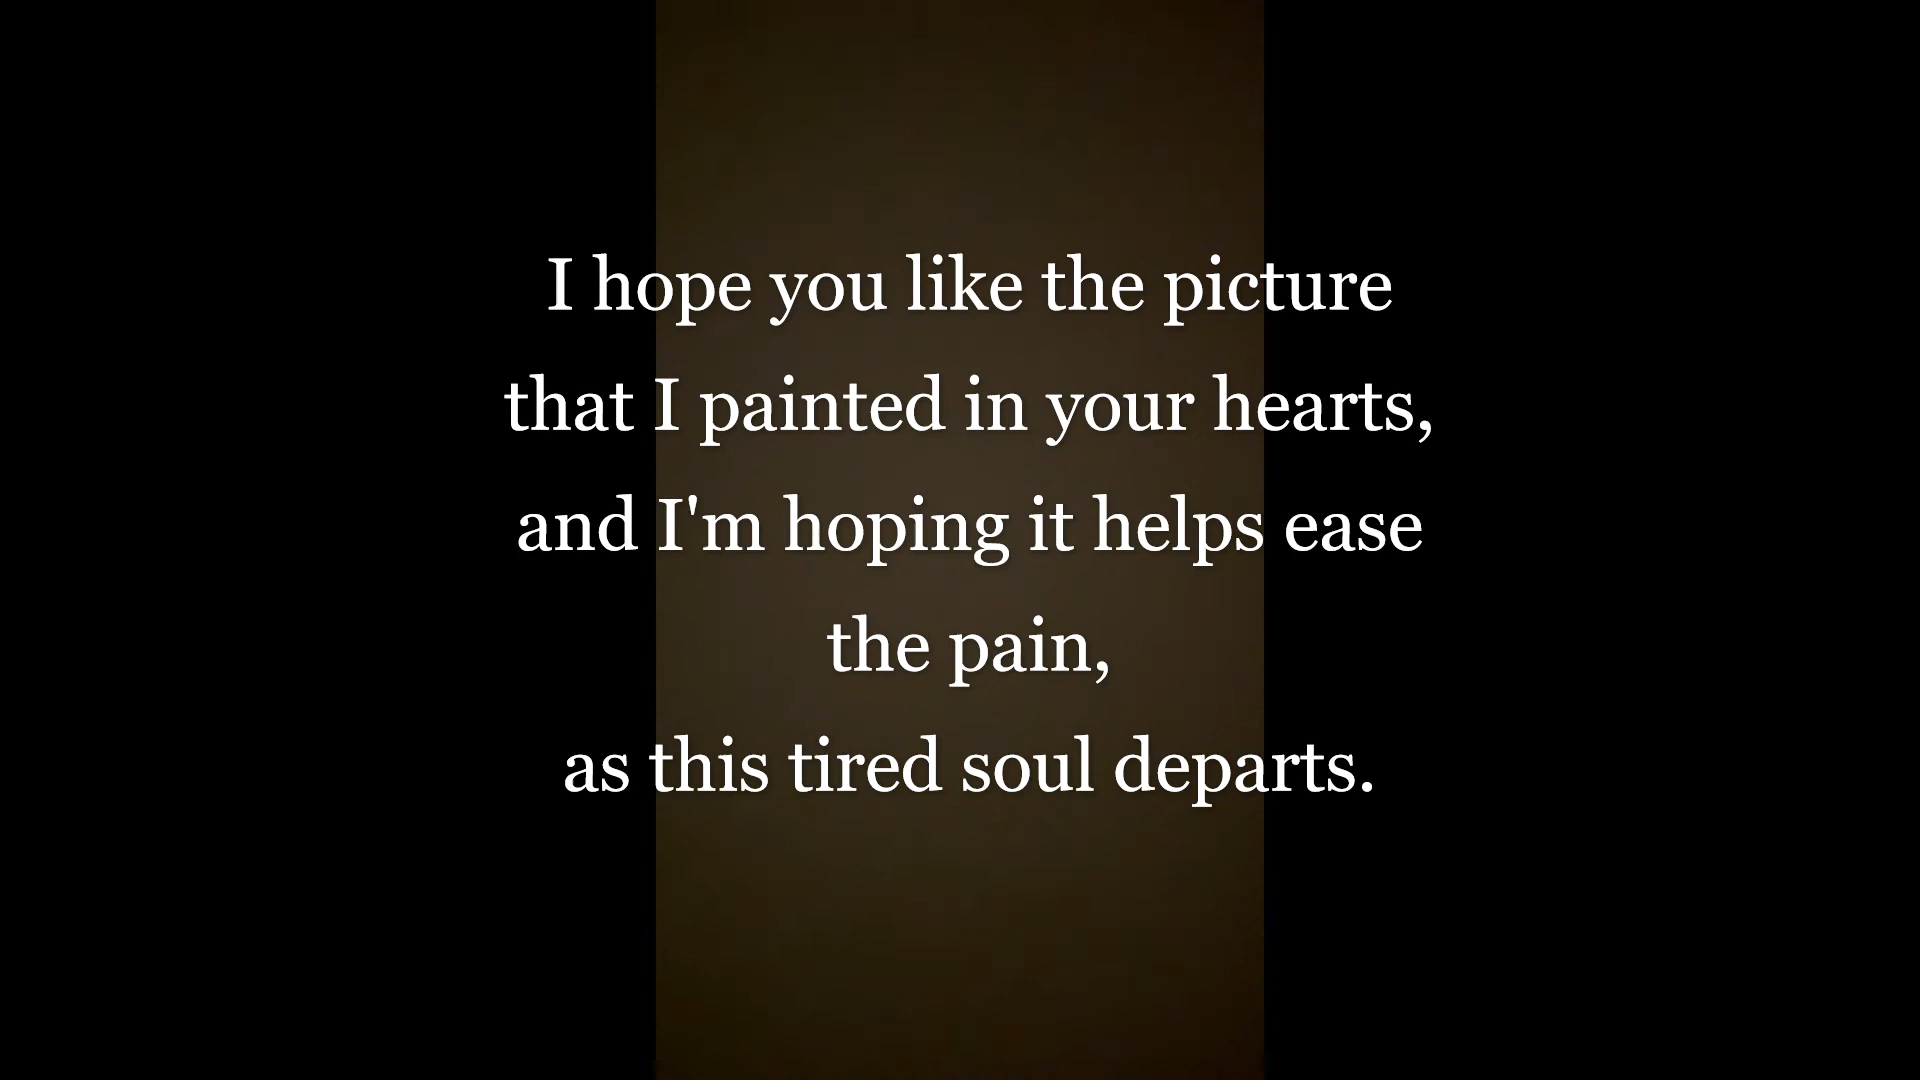 I hope you like the picture
that I painted in your hearts,
and I'm hoping it helps ease
the pain,
as this tired soul departs.